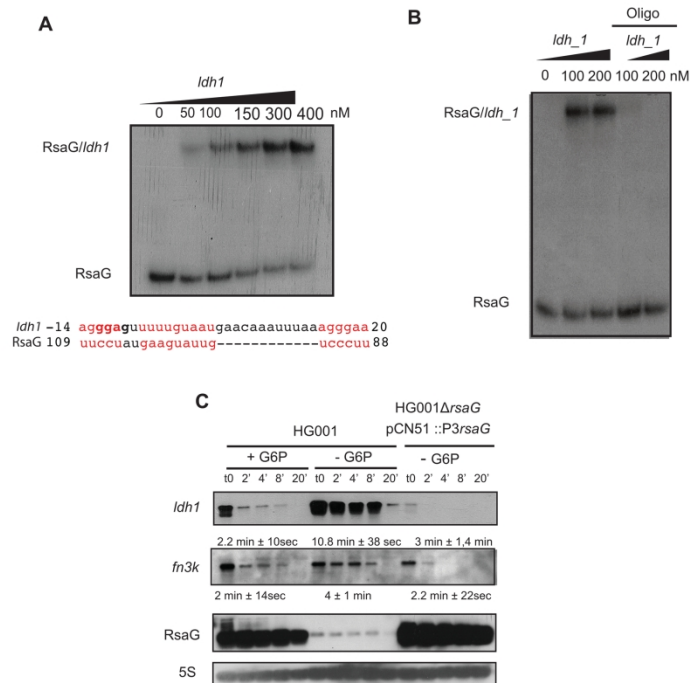 A
ldh1
0 50 100 150 300 400 nM
RsaG/ldh1
RsaG
ldh1 -14 agggaguuuuuguaaugaacaaauuuaaagggaa 20
RsaG 109 uuccuaugaaguauug------------ucccuu 88
B
Oligo
ldh_1 ldh_1
0 100 200 100 200 nM
RsaG/ldh_1
RsaG
C
HG001 HG001ΔrsaG
pCN51 ::P3rsaG
+ G6P - G6P - G6P
t0 2' 4' 8' 20' t0 2' 4' 8' 20' t0 2' 4' 8' 20'
ldh1
2.2 min ± 10sec 10.8 min ± 38 sec 3 min ± 1,4 min
fn3k
2 min ± 14sec 4 ± 1 min 2.2 min ± 22sec
RsaG
5S